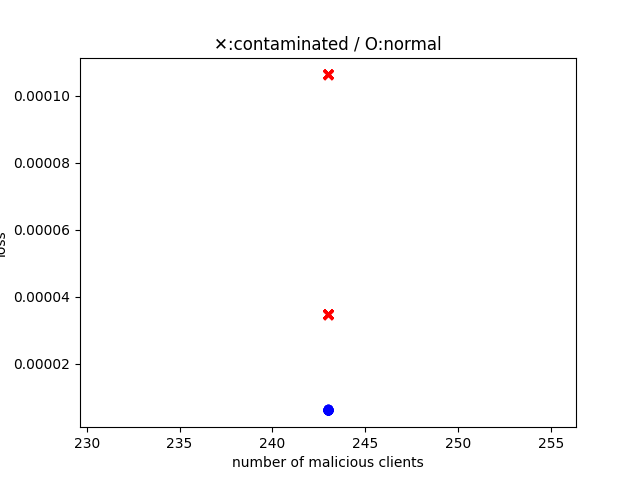 ×:contaminated / O:normal
0.00010
0.00008
0.00006
0.00004
0.00002
loss
230 235 240 245 250 255
number of malicious clients